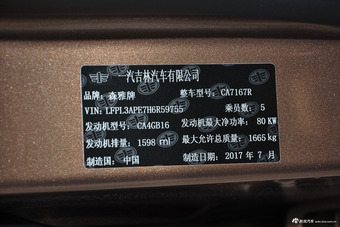 一汽吉林汽车有限公司
品牌：森雅牌 整车型号：CA7167R
VIN：LFPL3APE7H6R59755 乘员数：5
发动机型号：CA4GB16 发动机最大净功率：80 KW
发动机排量：1598 ml 最大允许总质量：1665 kg
制造国：中国 制造日期：2017 年 7 月